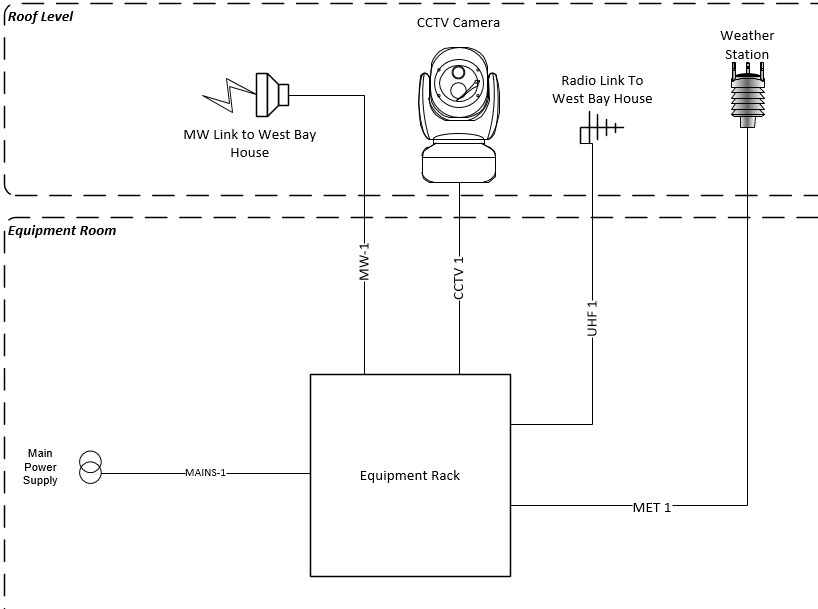 Roof Level
CCTV Camera
Weather
Station
Radio Link To
West Bay House
MW Link to West Bay
House
Equipment Room
MW-1
CCTV 1
UHF 1
Main
Power
Supply
MAINS-1
Equipment Rack
MET 1